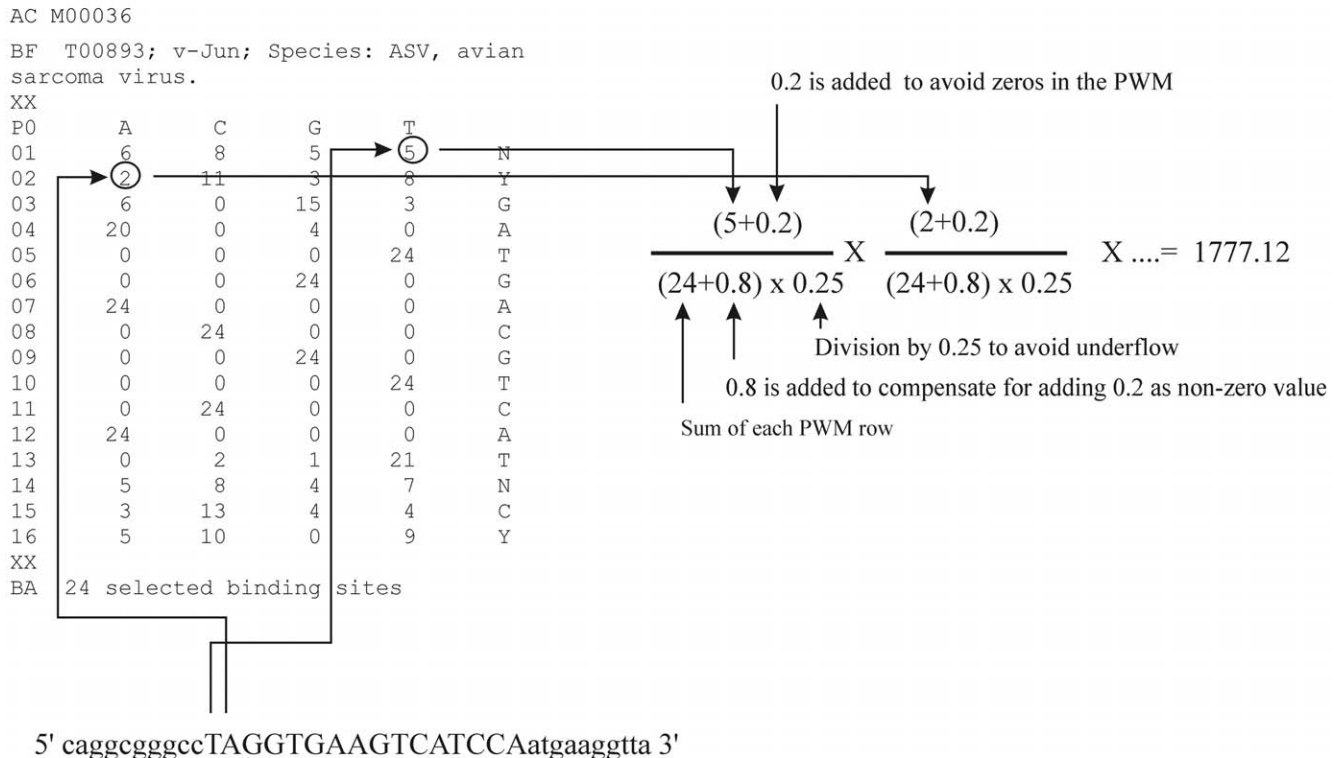 AC M00036
BF T00893; v-Jun; Species: ASV, avian
sarcoma virus.
XX
P0 A C G T
01 6 8 5 5 N
02 2 11 3 8 Y
03 6 0 15 3 G
04 20 0 4 0 A
05 0 0 0 24 T
06 0 0 24 0 G
07 24 0 0 0 A
08 0 24 0 0 C
09 0 0 24 0 G
10 0 0 0 24 T
11 0 24 0 0 C
12 24 0 0 0 A
13 0 2 1 21 T
14 5 8 4 7 N
15 3 13 4 4 C
16 5 10 0 9 Y
XX
BA 24 selected binding sites
0.2 is added to avoid zeros in the PWM
(5+0.2) (2+0.2)
X X ....= 1777.12
(24+0.8) x 0.25 (24+0.8) x 0.25
Division by 0.25 to avoid underflow
0.8 is added to compensate for adding 0.2 as non-zero value
Sum of each PWM row
5' caggcgggccTAGGTGAAGTCATCCAatgaaggtta 3'